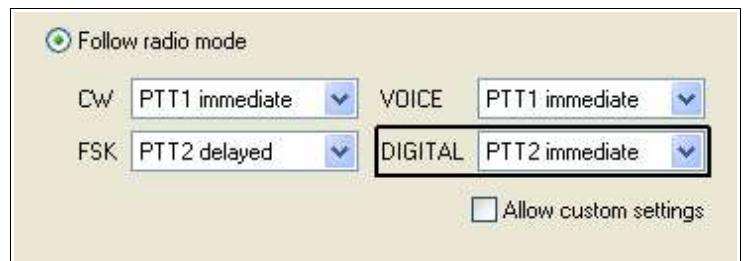 Follow radio mode
CW PTT1 immediate VOICE PTT1 immediate
FSK PTT2 delayed DIGITAL PTT2 immediate
Allow custom settings